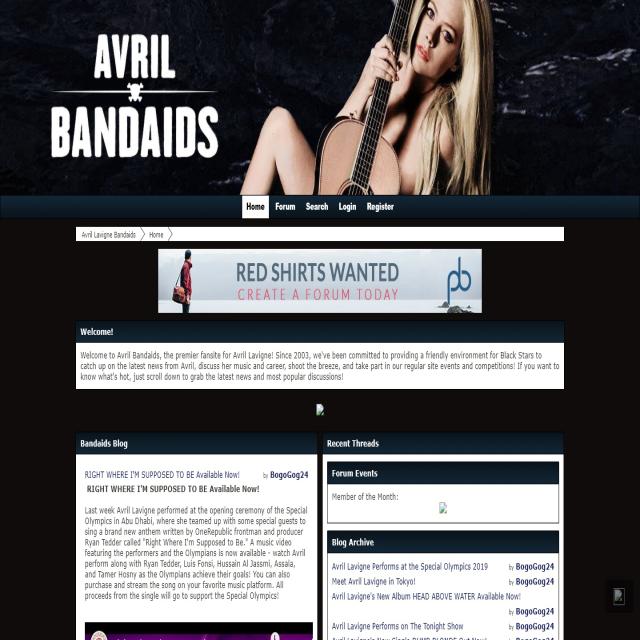 AVRIL
BANDAIDS
Home Forum Search Login Register
Avril Lavigne Bandaids Home
RED SHIRTS WANTED
CREATE A FORUM TODAY
pb
Welcome!
Welcome to Avril Bandaids, the premier fansite for Avril Lavigne! Since 2003, we've been committed to providing a friendly environment for Black Stars to
catch up on the latest news from Avril, discuss her music and career, shoot the breeze, and take part in our regular site events and competitions! If you want to
know what's hot, just scroll down to grab the latest news and most popular discussions!
Bandaids Blog
RIGHT WHERE I'M SUPPOSED TO BE Available Now! by BogoGog24
RIGHT WHERE I'M SUPPOSED TO BE Available Now!
Last week Avril Lavigne performed at the opening ceremony of the Special
Olympics in Abu Dhabi, where she teamed up with some special guests to
sing a brand new anthem written by OneRepublic frontman and producer
Ryan Tedder called "Right Where I'm Supposed to Be." A music video
featuring the performers and the Olympians is now available - watch Avril
perform along with Ryan Tedder, Luis Fonsi, Hussain Al Jassmi, Assala,
and Tamer Hosny as the Olympians achieve their goals! You can also
purchase and stream the song on your favorite music platform. All
proceeds from the single will go to support the Special Olympics!
Recent Threads
Forum Events
Member of the Month:
Blog Archive
Avril Lavigne Performs at the Special Olympics 2019 by BogoGog24
Meet Avril Lavigne in Tokyo! by BogoGog24
Avril Lavigne's New Album HEAD ABOVE WATER Available Now!
by BogoGog24
Avril Lavigne Performs on The Tonight Show by BogoGog24